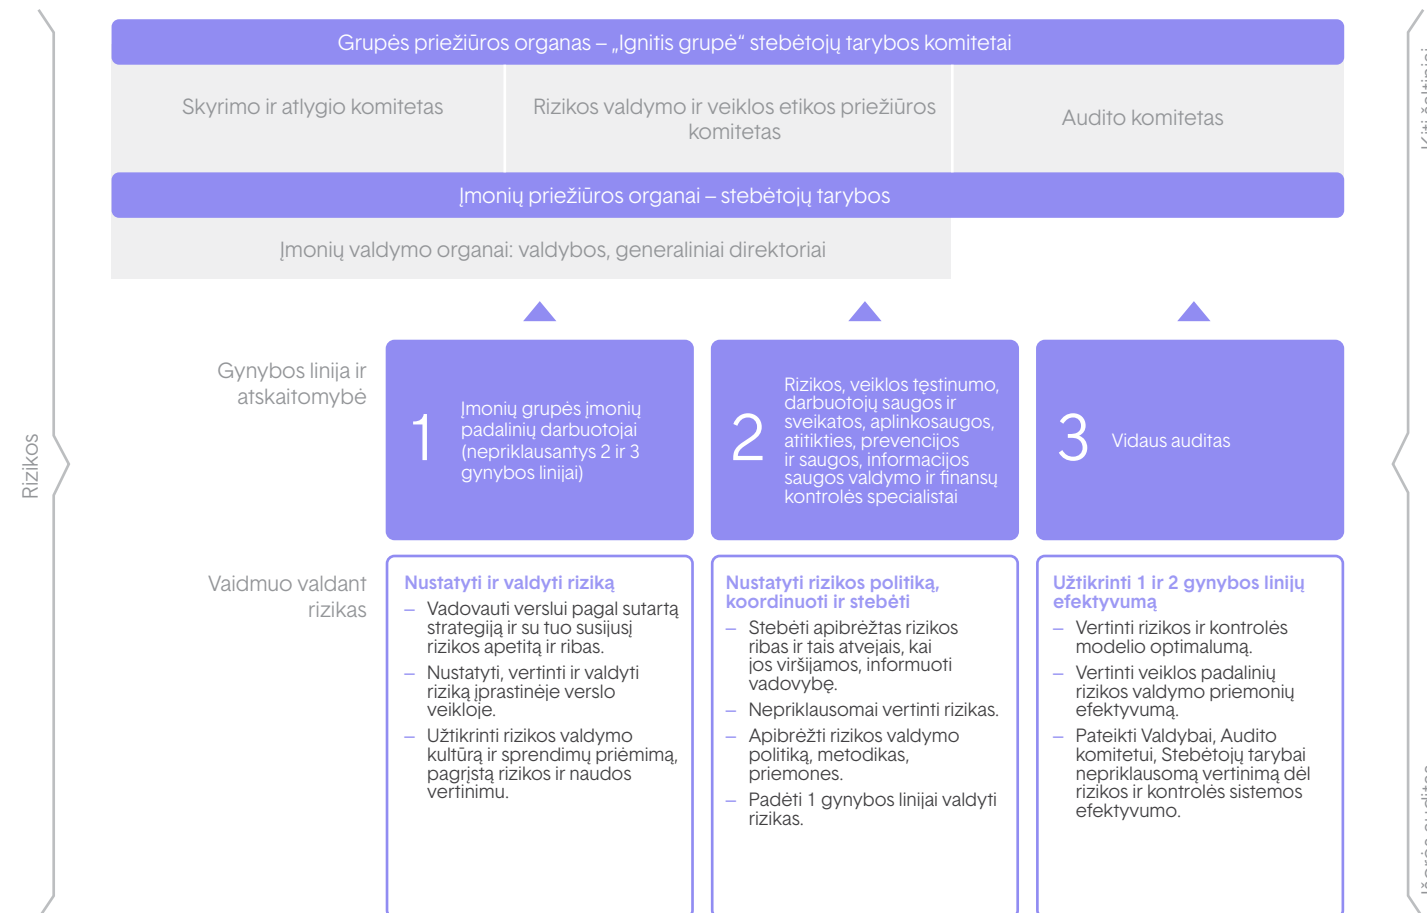 Grupės priežiūros organas – „Ignitis grupė“ stebėtojų tarybos komitetai
Skyrimo ir atlygio komitetas
Rizikos valdymo ir veiklos etikos priežiūros
komitetas
Audito komitetas
Įmonių priežiūros organai – stebėtojų tarybos
Įmonių valdymo organai: valdybos, generaliniai direktoriai
Rizikos
Gynybos linija ir
atskaitomybė
1
Įmonių grupės įmonių
padalinių darbuotojai
(nepriklausantys 2 ir 3
gynybos linijai)
2
Rizikos, veiklos tęstinumo,
darbuotojų saugos ir
sveikatos, aplinkosaugos,
atitikties, prevencijos
ir saugos, informacijos
saugos valdymo ir finansų
kontrolės specialistai
3
Vidaus auditas
Vaidmuo valdant
rizikas
Nustatyti ir valdyti riziką
– Vadovauti verslui pagal sutartą
strategiją ir su tuo susijusį
rizikos apetitą ir ribas.
– Nustatyti, vertinti ir valdyti
riziką įprastinėje verslo
veikloje.
– Užtikrinti rizikos valdymo
kultūrą ir sprendimų priėmimą,
pagrįstą rizikos ir naudos
vertinimu.
Nustatyti rizikos politiką,
koordinuoti ir stebėti
– Stebėti apibrėžtas rizikos
ribas ir tais atvejais, kai
jos viršijamos, informuoti
vadovybę.
– Nepriklausomai vertinti rizikas.
– Apibrėžti rizikos valdymo
politiką, metodikas,
priemones.
– Padėti 1 gynybos linijai valdyti
rizikas.
Užtikrinti 1 ir 2 gynybos linijų
efektyvumą
– Vertinti rizikos ir kontrolės
modelio optimalumą.
– Vertinti veiklos padalinių
rizikos valdymo priemonių
efektyvumą.
– Pateikti Valdybai, Audito
komitetui, Stebėtojų tarybai
nepriklausomą vertinimą dėl
rizikos ir kontrolės sistemos
efektyvumo.